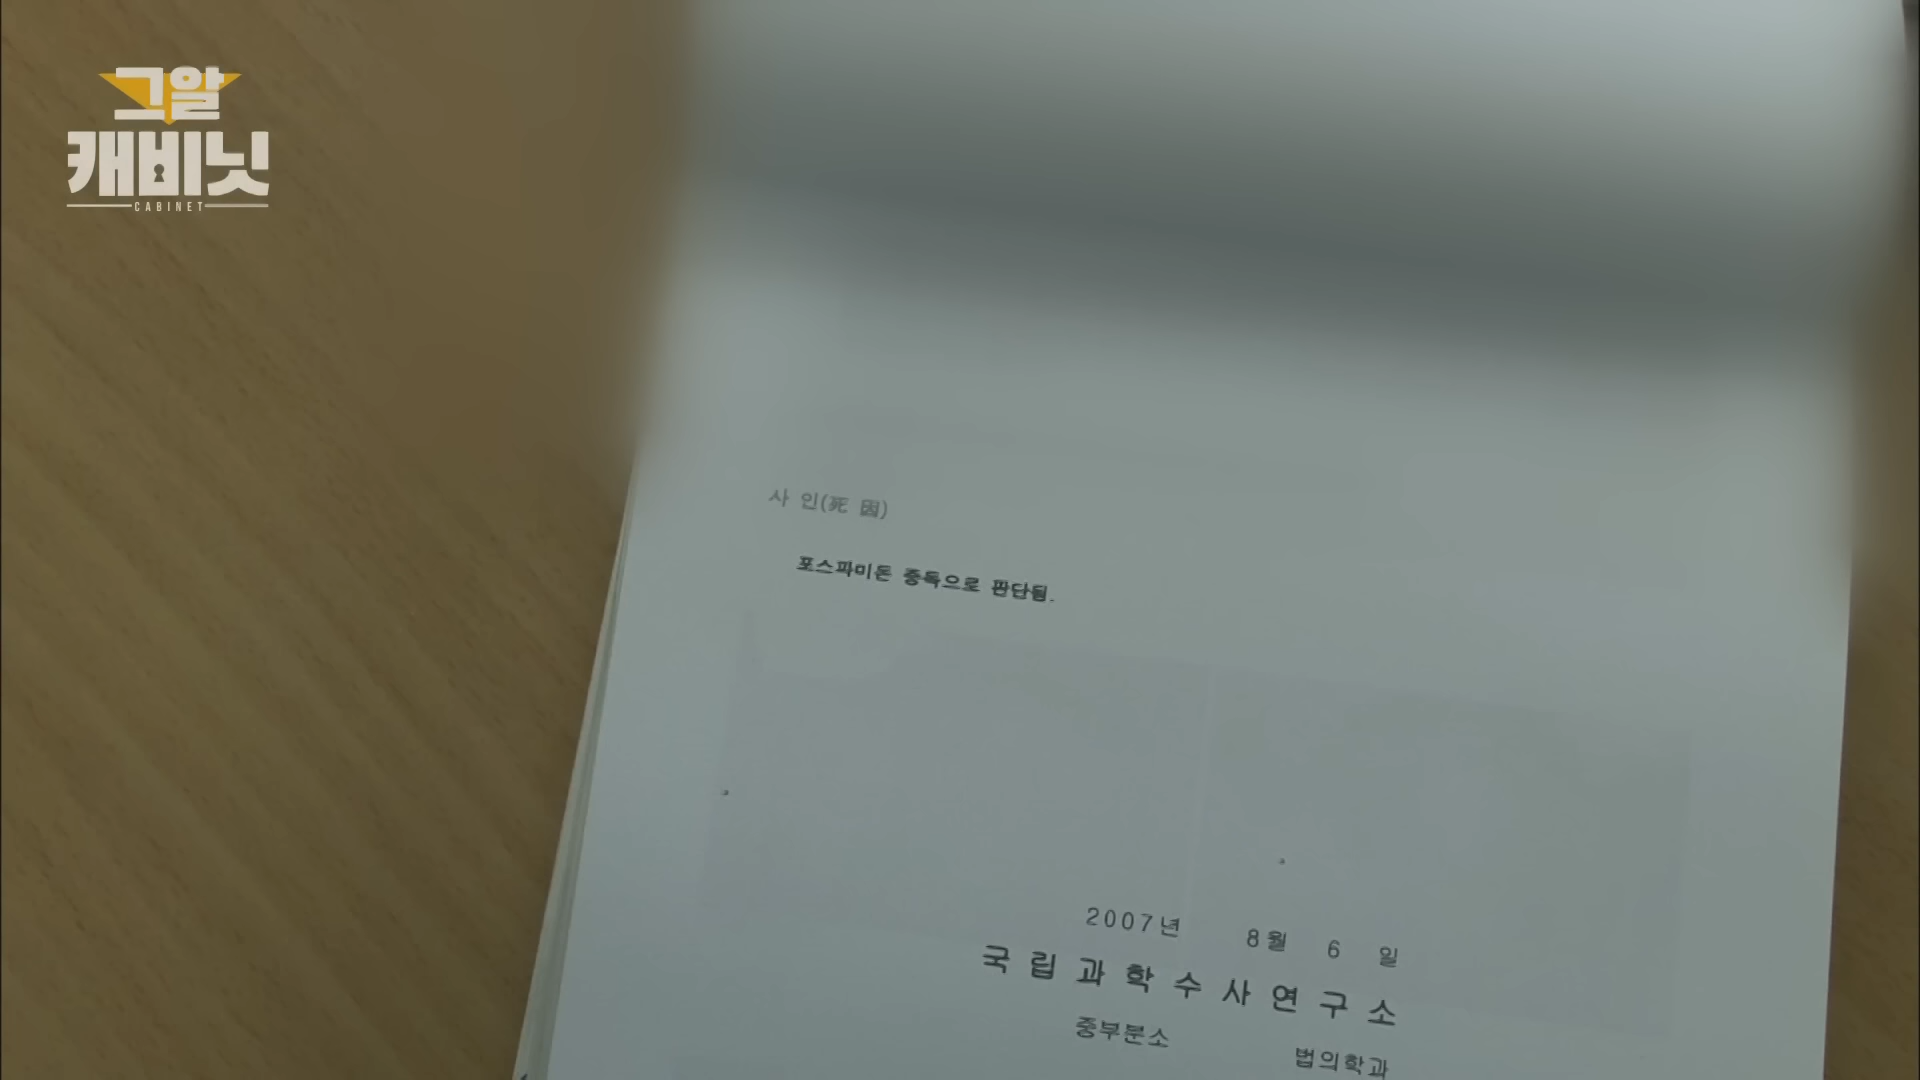 그알
캐비닛
CABINET
사 인(死 因)
포스파미돈 중독으로 판단됨.
2007년 8월 6 일
국립과학수사연구소
중부분소 법의학과